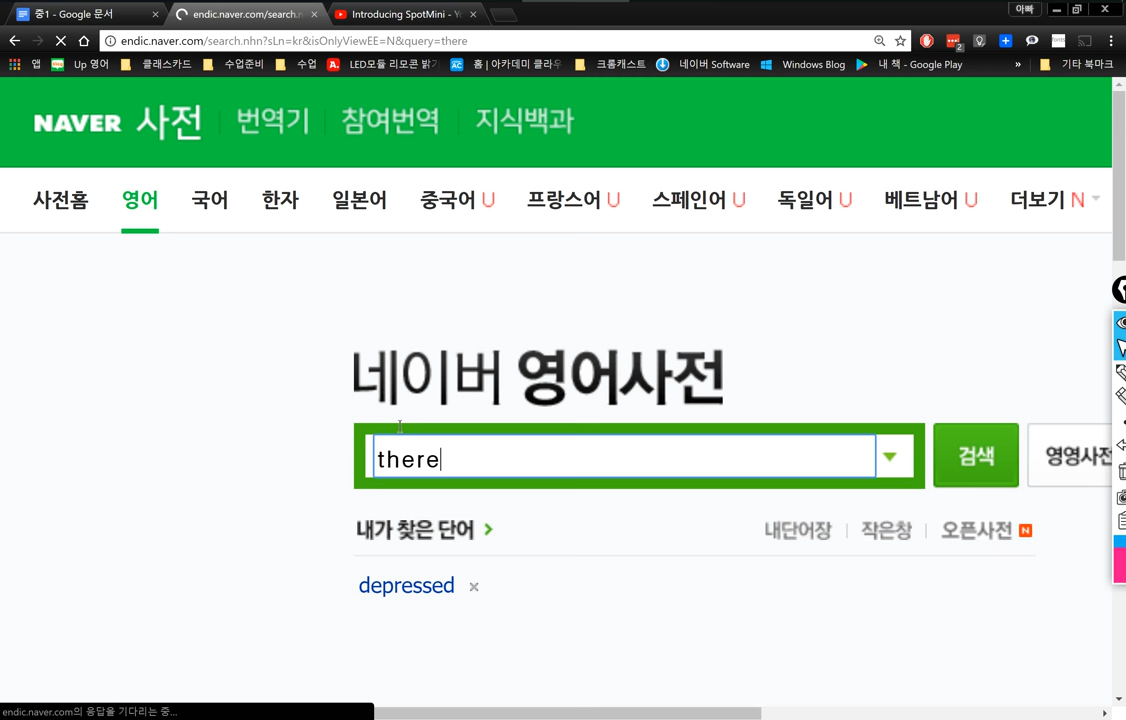 중1 - Google 문서
endic.naver.com/search.n
Introducing SpotMini - Y
아빠
endic.naver.com/search.nhn?sLn=kr&isOnlyViewEE=N&query=there
앱 Up 영어 클래스카드 수업준비 수업 LED모듈 리모콘 밝기 홈 | 아카데미 클라우 크롬캐스트 네이버 Software Windows Blog 내 책 - Google Play » 기타 북마크
NAVER 사전 번역기 참여번역 지식백과
사전홈 영어 국어 한자 일본어 중국어 U 프랑스어 U 스페인어 U 독일어 U 베트남어 U 더보기 N
네이버 영어사전
there 검색 영영사전
내가 찾은 단어 > 내단어장 작은창 오픈사전 N
depressed ×
endic.naver.com의 응답을 기다리는 중...